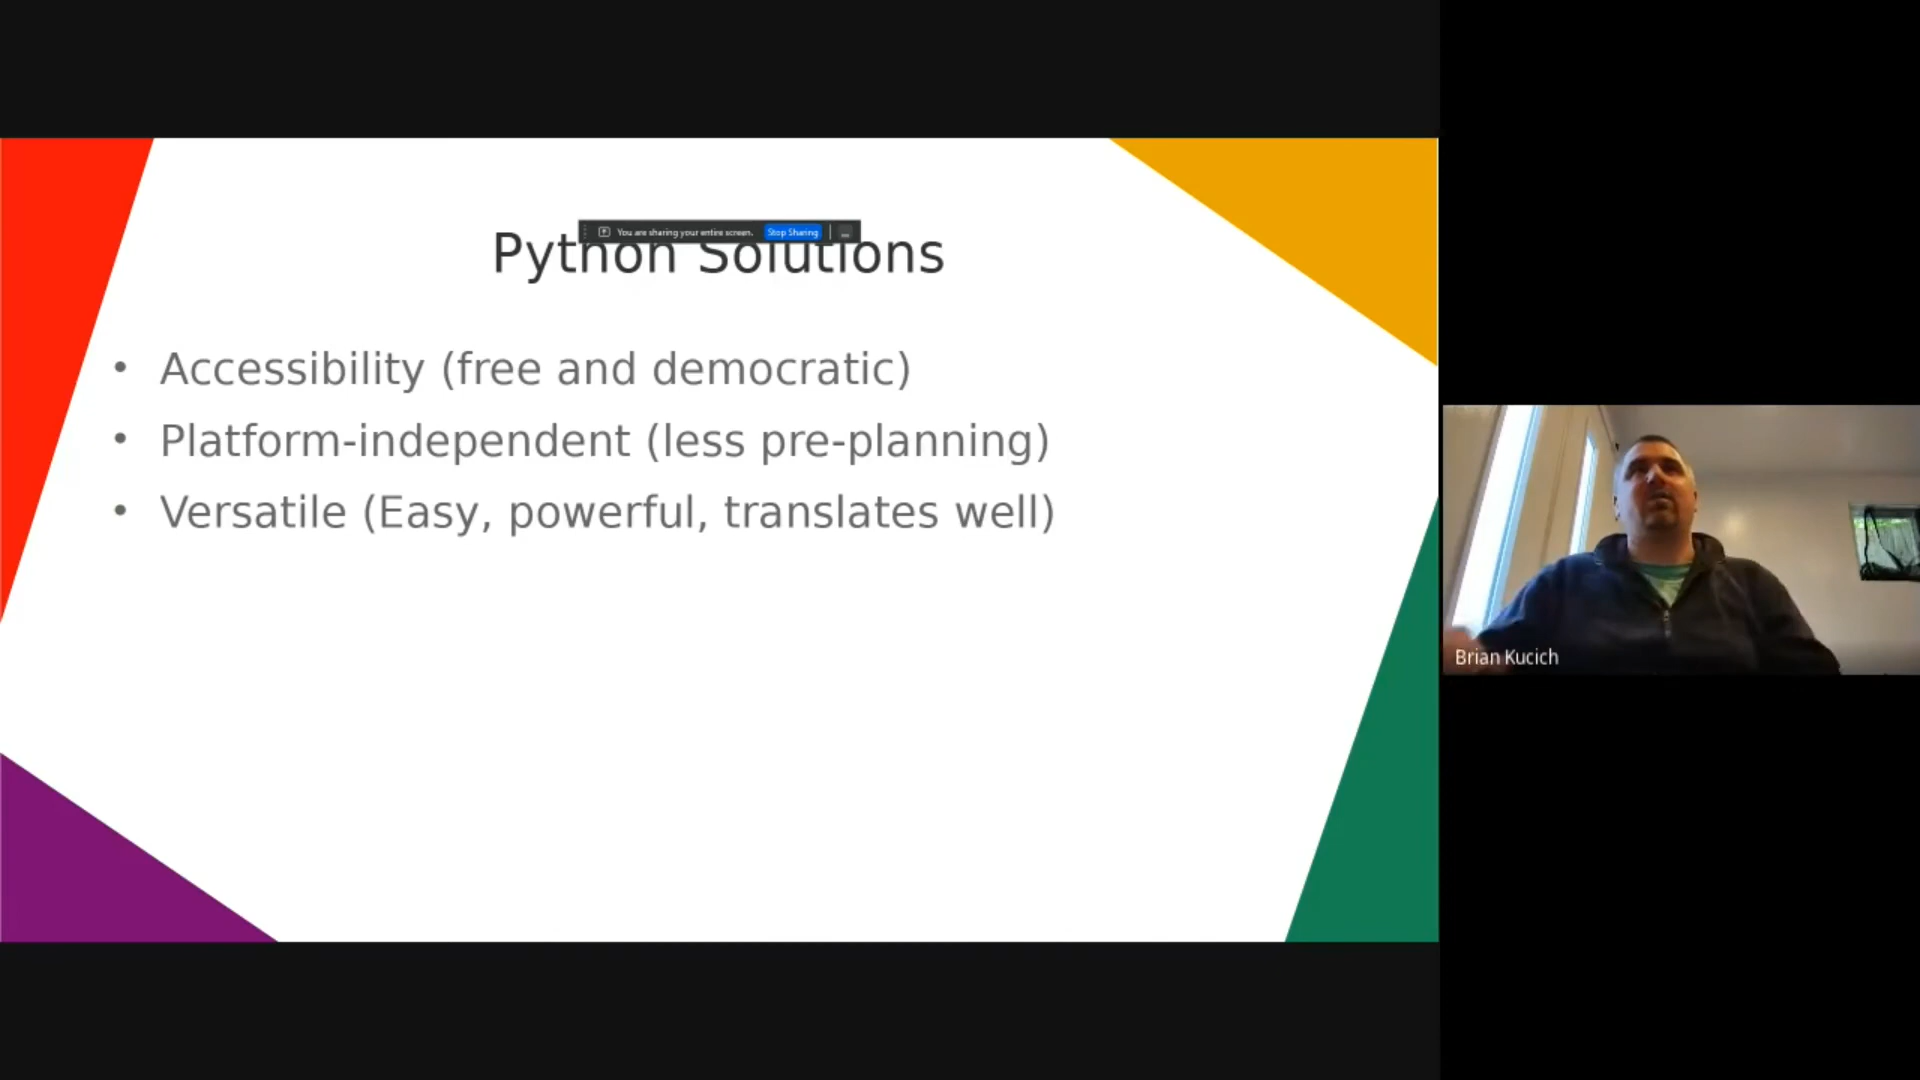 You are sharing your entire screen. Stop Sharing
Python Solutions
• Accessibility (free and democratic)
• Platform-independent (less pre-planning)
• Versatile (Easy, powerful, translates well)
Brian Kucich